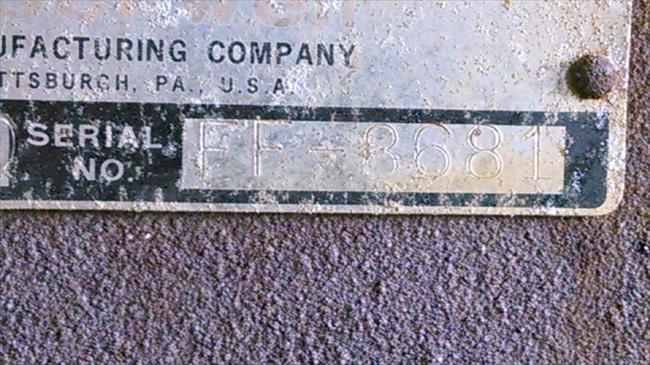 UFACTURING COMPANY
TTSBURGH, PA., U.S.A.
SERIAL NO. FF-8681